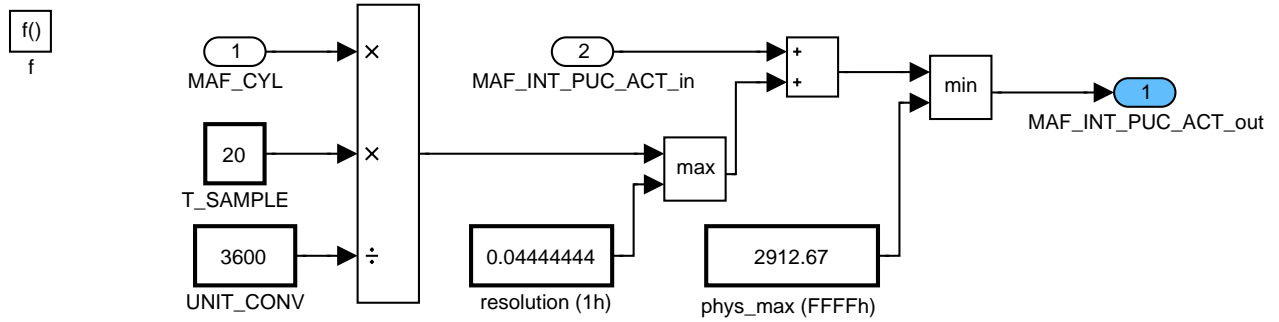 f()
f
1
MAF_CYL
×
20
T_SAMPLE
×
3600
UNIT_CONV
÷
2
MAF_INT_PUC_ACT_in
+
+
max
0.04444444
resolution (1h)
min
2912.67
phys_max (FFFFh)
1
MAF_INT_PUC_ACT_out